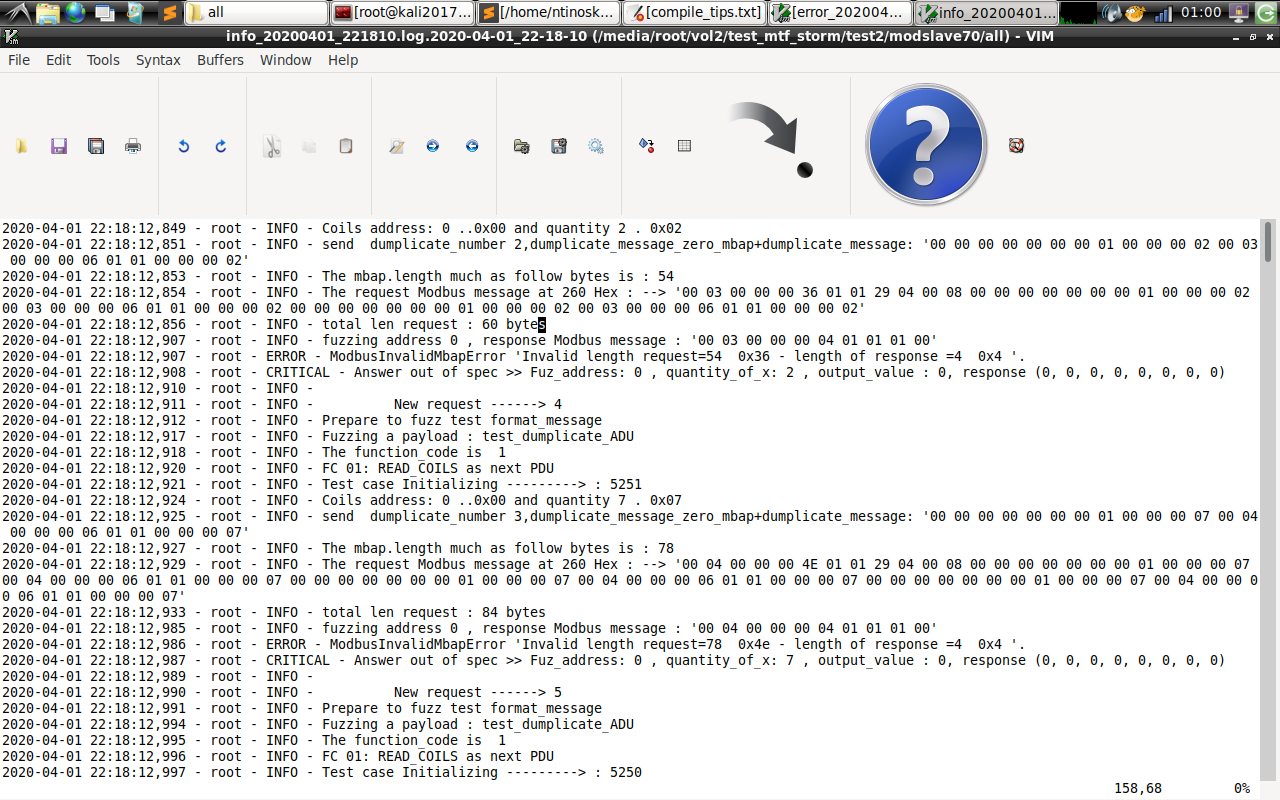 all
[root@kali2017...
[/home/ntinosk...
[compile_tips.txt]
[error_202004...
info_20200401...
01:00
info_20200401_221810.log.2020-04-01_22-18-10 (/media/root/vol2/test_mtf_storm/test2/modslave70/all) - VIM
File Edit Tools Syntax Buffers Window Help
2020-04-01 22:18:12,849 - root - INFO - Coils address: 0 ..0x00 and quantity 2 . 0x02
2020-04-01 22:18:12,851 - root - INFO - send  dumplicate_number 2,dumplicate_message_zero_mbap+dumplicate_message: '00 00 00 00 00 00 00 01 00 00 00 02 00 03
 00 00 00 06 01 01 00 00 00 02'
2020-04-01 22:18:12,853 - root - INFO - The mbap.length much as follow bytes is : 54
2020-04-01 22:18:12,854 - root - INFO - The request Modbus message at 260 Hex : --> '00 03 00 00 00 36 01 01 29 04 00 08 00 00 00 00 00 00 00 01 00 00 00 02
00 03 00 00 00 06 01 01 00 00 00 02 00 00 00 00 00 00 00 01 00 00 00 02 00 03 00 00 00 06 01 01 00 00 00 02'
2020-04-01 22:18:12,856 - root - INFO - total len request : 60 bytes
2020-04-01 22:18:12,907 - root - INFO - fuzzing address 0 , response Modbus message : '00 03 00 00 00 04 01 01 01 00'
2020-04-01 22:18:12,907 - root - ERROR - ModbusInvalidMbapError 'Invalid length request=54  0x36 - length of response =4  0x4 '.
2020-04-01 22:18:12,908 - root - CRITICAL - Answer out of spec >> Fuz_address: 0 , quantity_of_x: 2 , output_value : 0, response (0, 0, 0, 0, 0, 0, 0, 0)
2020-04-01 22:18:12,910 - root - INFO -
2020-04-01 22:18:12,911 - root - INFO -          New request ------> 4
2020-04-01 22:18:12,912 - root - INFO - Prepare to fuzz test format_message
2020-04-01 22:18:12,917 - root - INFO - Fuzzing a payload : test_dumplicate_ADU
2020-04-01 22:18:12,918 - root - INFO - The function_code is  1
2020-04-01 22:18:12,920 - root - INFO - FC 01: READ_COILS as next PDU
2020-04-01 22:18:12,921 - root - INFO - Test case Initializing ---------> : 5251
2020-04-01 22:18:12,924 - root - INFO - Coils address: 0 ..0x00 and quantity 7 . 0x07
2020-04-01 22:18:12,925 - root - INFO - send  dumplicate_number 3,dumplicate_message_zero_mbap+dumplicate_message: '00 00 00 00 00 00 00 01 00 00 00 07 00 04
 00 00 00 06 01 01 00 00 00 07'
2020-04-01 22:18:12,927 - root - INFO - The mbap.length much as follow bytes is : 78
2020-04-01 22:18:12,929 - root - INFO - The request Modbus message at 260 Hex : --> '00 04 00 00 00 4E 01 01 29 04 00 08 00 00 00 00 00 00 00 01 00 00 00 07
00 04 00 00 00 06 01 01 00 00 00 07 00 00 00 00 00 00 00 01 00 00 00 07 00 04 00 00 00 06 01 01 00 00 00 07 00 00 00 00 00 00 00 01 00 00 00 07 00 04 00 00 0
0 06 01 01 00 00 00 07'
2020-04-01 22:18:12,933 - root - INFO - total len request : 84 bytes
2020-04-01 22:18:12,985 - root - INFO - fuzzing address 0 , response Modbus message : '00 04 00 00 00 04 01 01 01 00'
2020-04-01 22:18:12,986 - root - ERROR - ModbusInvalidMbapError 'Invalid length request=78  0x4e - length of response =4  0x4 '.
2020-04-01 22:18:12,987 - root - CRITICAL - Answer out of spec >> Fuz_address: 0 , quantity_of_x: 7 , output_value : 0, response (0, 0, 0, 0, 0, 0, 0, 0)
2020-04-01 22:18:12,989 - root - INFO -
2020-04-01 22:18:12,990 - root - INFO -          New request ------> 5
2020-04-01 22:18:12,991 - root - INFO - Prepare to fuzz test format_message
2020-04-01 22:18:12,994 - root - INFO - Fuzzing a payload : test_dumplicate_ADU
2020-04-01 22:18:12,995 - root - INFO - The function_code is  1
2020-04-01 22:18:12,996 - root - INFO - FC 01: READ_COILS as next PDU
2020-04-01 22:18:12,997 - root - INFO - Test case Initializing ---------> : 5250
158,68 0%